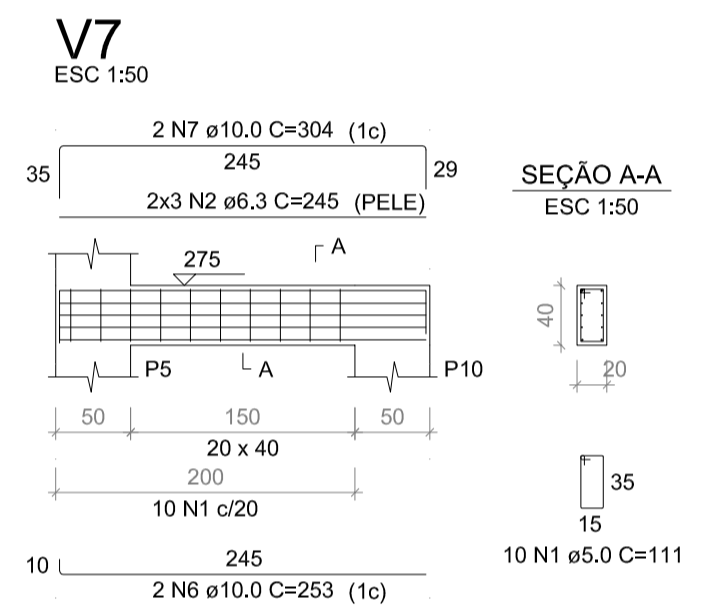 V7
ESC 1:50
2 N7 ø10.0 C=304 (1c)
35
245
29
2x3 N2 ø6.3 C=245 (PELE)
SEÇÃO A-A
ESC 1:50
275
A
P5
A
P10
40
20
50
150
50
20 x 40
200
10 N1 c/20
35
15
10 N1 ø5.0 C=111
10
245
2 N6 ø10.0 C=253 (1c)